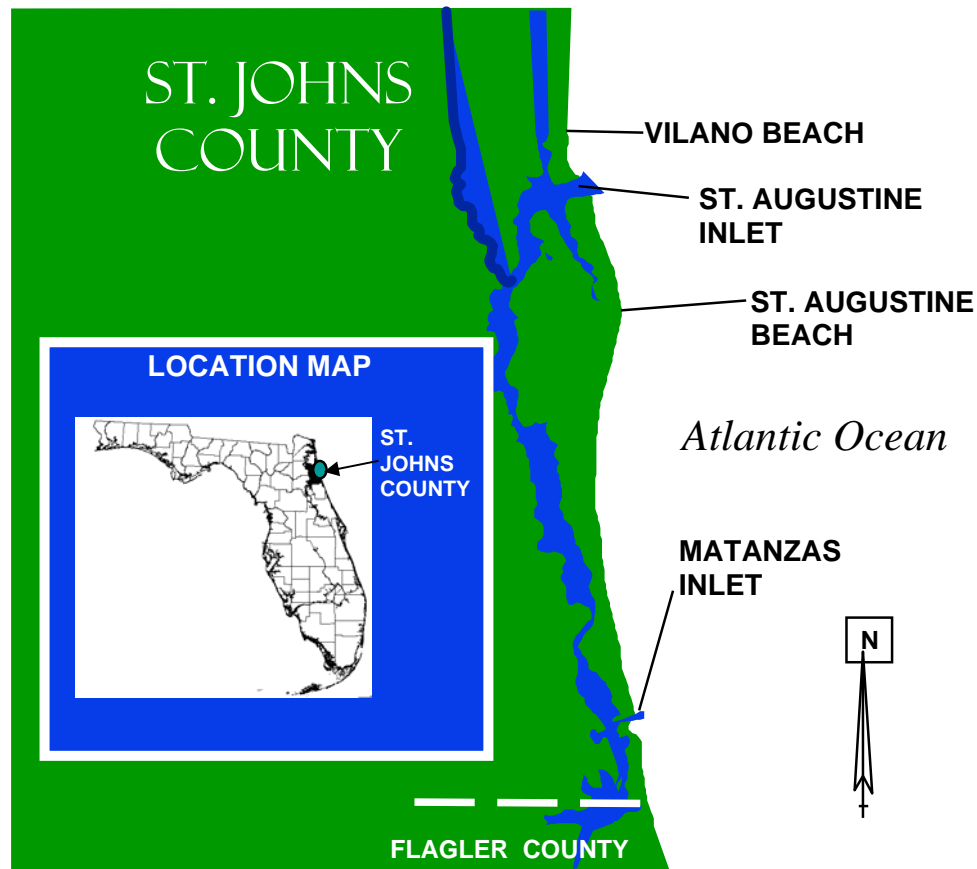 ST. JOHNS
COUNTY
VILANO BEACH
ST. AUGUSTINE
INLET
ST. AUGUSTINE
BEACH
LOCATION MAP
ST.
JOHNS
COUNTY
Atlantic Ocean
MATANZAS
INLET
N
FLAGLER COUNTY